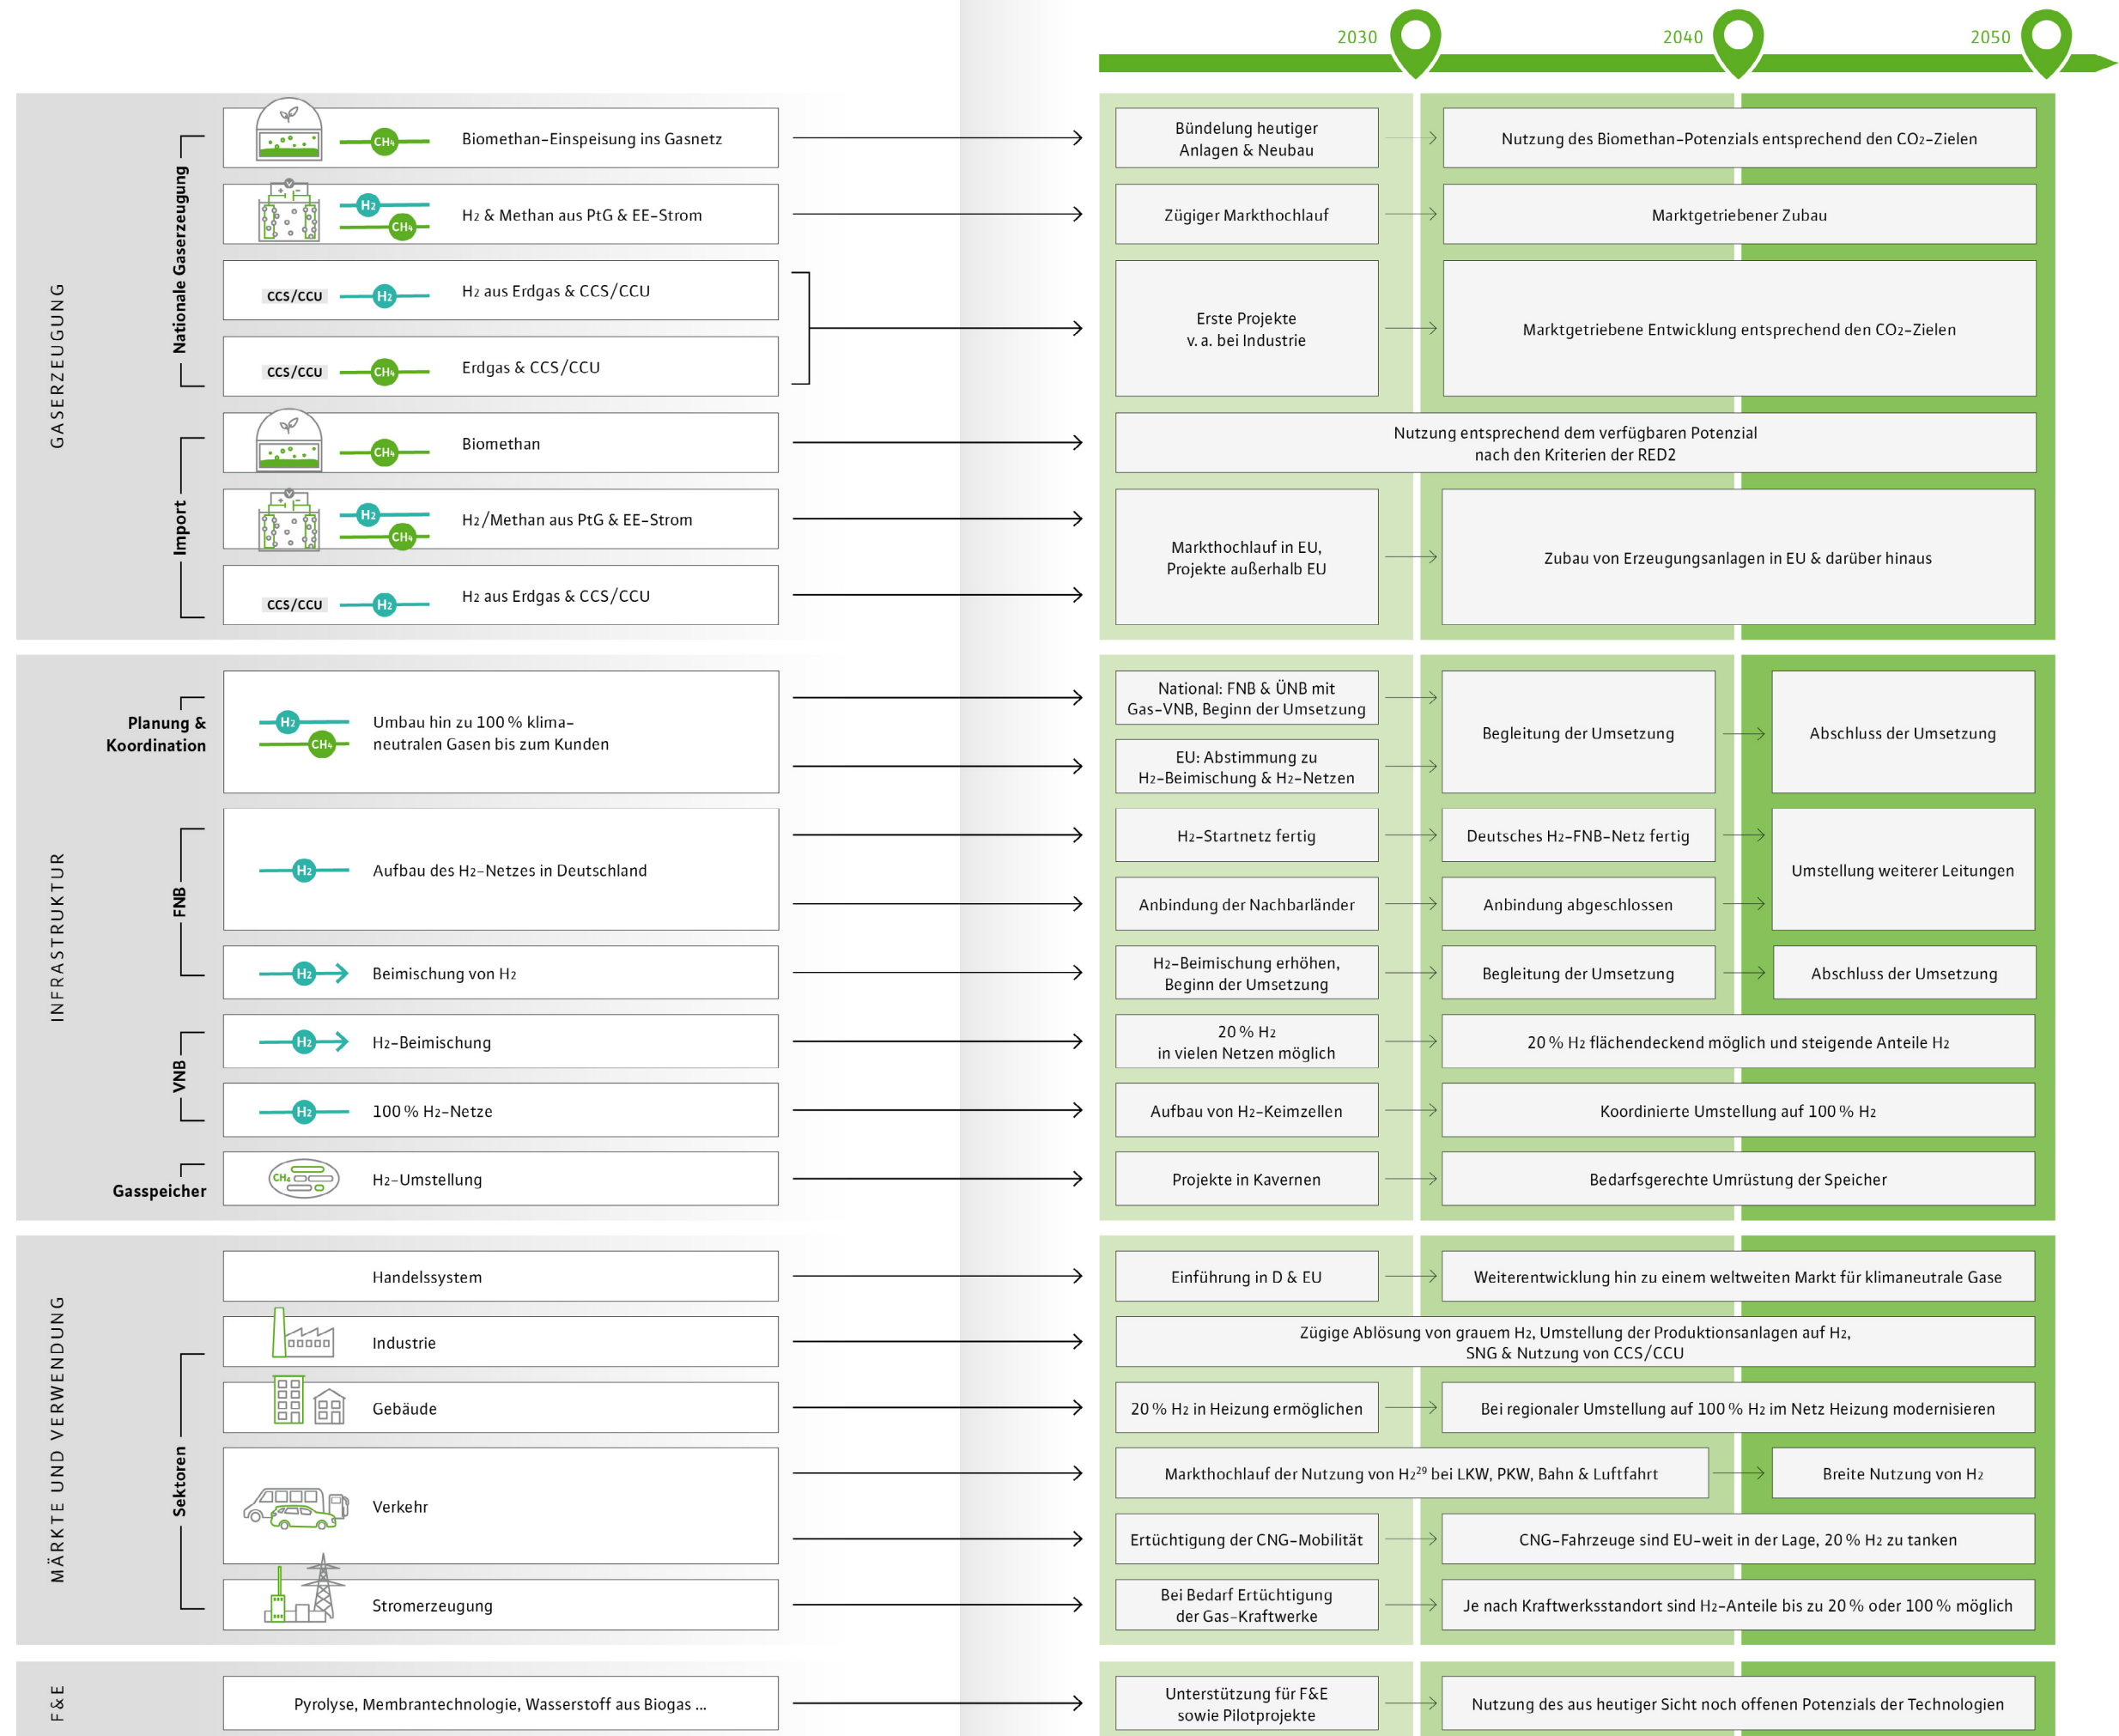 2030
2040
2050
GASERZEUGUNG
Nationale Gaserzeugung
CH₄
Biomethan-Einspeisung ins Gasnetz
Bündelung heutiger
Anlagen & Neubau
Nutzung des Biomethan-Potenzials entsprechend den CO₂-Zielen
V
+ -
H₂
CH₄
H₂ & Methan aus PtG & EE-Strom
Zügiger Markthochlauf
Marktgetriebener Zubau
CCS/CCU
H₂
H₂ aus Erdgas & CCS/CCU
CCS/CCU
CH₄
Erdgas & CCS/CCU
Erste Projekte
v. a. bei Industrie
Marktgetriebene Entwicklung entsprechend den CO₂-Zielen
Import
CH₄
Biomethan
Nutzung entsprechend dem verfügbaren Potenzial
nach den Kriterien der RED2
V
+ -
H₂
CH₄
H₂/Methan aus PtG & EE-Strom
CCS/CCU
H₂
H₂ aus Erdgas & CCS/CCU
Markthochlauf in EU,
Projekte außerhalb EU
Zubau von Erzeugungsanlagen in EU & darüber hinaus
INFRASTRUKTUR
Planung &
Koordination
H₂
CH₄
Umbau hin zu 100 % klima-
neutralen Gasen bis zum Kunden
National: FNB & ÜNB mit
Gas-VNB, Beginn der Umsetzung
EU: Abstimmung zu
H₂-Beimischung & H₂-Netzen
Begleitung der Umsetzung
Abschluss der Umsetzung
FNB
H₂
Aufbau des H₂-Netzes in Deutschland
H₂-Startnetz fertig
Deutsches H₂-FNB-Netz fertig
Anbindung der Nachbarländer
Anbindung abgeschlossen
Umstellung weiterer Leitungen
H₂
Beimischung von H₂
H₂-Beimischung erhöhen,
Beginn der Umsetzung
Begleitung der Umsetzung
Abschluss der Umsetzung
VNB
H₂
H₂-Beimischung
20 % H₂
in vielen Netzen möglich
20 % H₂ flächendeckend möglich und steigende Anteile H₂
H₂
100 % H₂-Netze
Aufbau von H₂-Keimzellen
Koordinierte Umstellung auf 100 % H₂
Gasspeicher
CH₄
H₂-Umstellung
Projekte in Kavernen
Bedarfsgerechte Umrüstung der Speicher
MÄRKTE UND VERWENDUNG
Handelssystem
Einführung in D & EU
Weiterentwicklung hin zu einem weltweiten Markt für klimaneutrale Gase
Sektoren
Industrie
Zügige Ablösung von grauem H₂, Umstellung der Produktionsanlagen auf H₂,
SNG & Nutzung von CCS/CCU
Gebäude
20 % H₂ in Heizung ermöglichen
Bei regionaler Umstellung auf 100 % H₂ im Netz Heizung modernisieren
Verkehr
Markthochlauf der Nutzung von H₂²⁹ bei LKW, PKW, Bahn & Luftfahrt
Breite Nutzung von H₂
Ertüchtigung der CNG-Mobilität
CNG-Fahrzeuge sind EU-weit in der Lage, 20 % H₂ zu tanken
Stromerzeugung
Bei Bedarf Ertüchtigung
der Gas-Kraftwerke
Je nach Kraftwerksstandort sind H₂-Anteile bis zu 20 % oder 100 % möglich
F&E
Pyrolyse, Membrantechnologie, Wasserstoff aus Biogas ...
Unterstützung für F&E
sowie Pilotprojekte
Nutzung des aus heutiger Sicht noch offenen Potenzials der Technologien